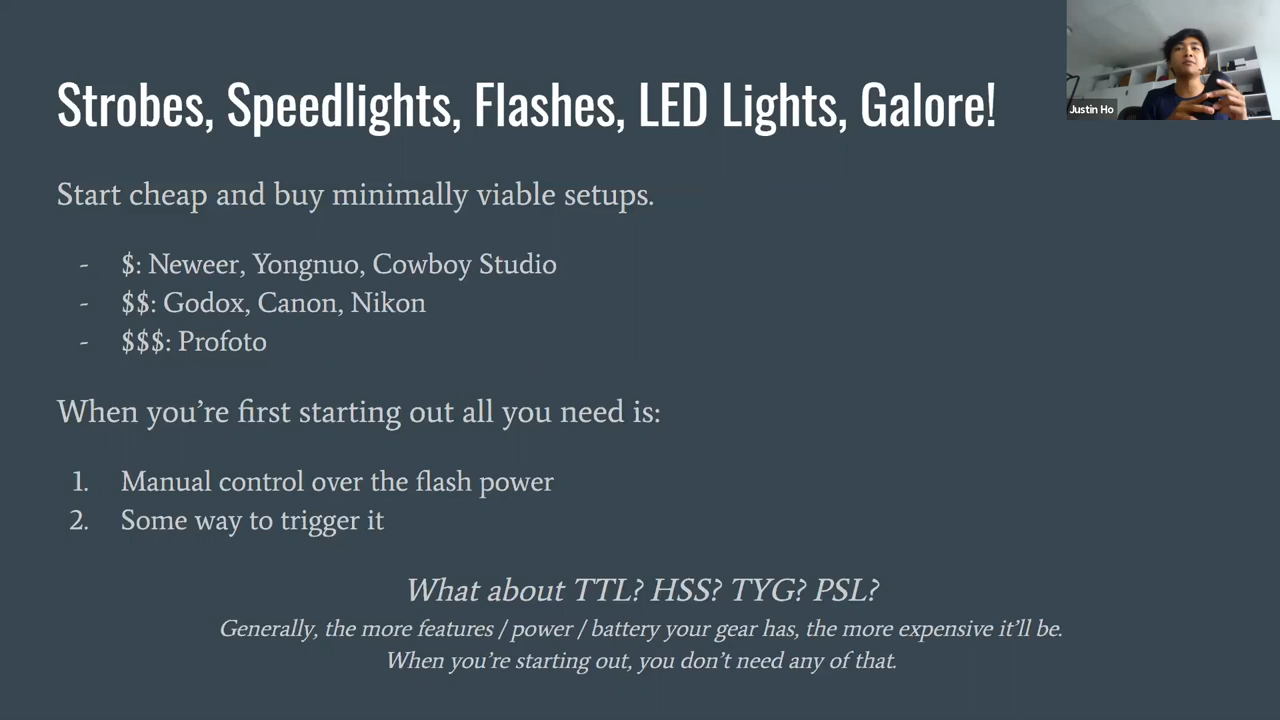 Strobes, Speedlights, Flashes, LED Lights, Galore!
Justin Ho
Start cheap and buy minimally viable setups.
- $: Neweer, Yongnuo, Cowboy Studio
- $$: Godox, Canon, Nikon
- $$$: Profoto
When you’re first starting out all you need is:
1. Manual control over the flash power
2. Some way to trigger it
What about TTL? HSS? TYG? PSL?
Generally, the more features / power / battery your gear has, the more expensive it’ll be.
When you’re starting out, you don’t need any of that.